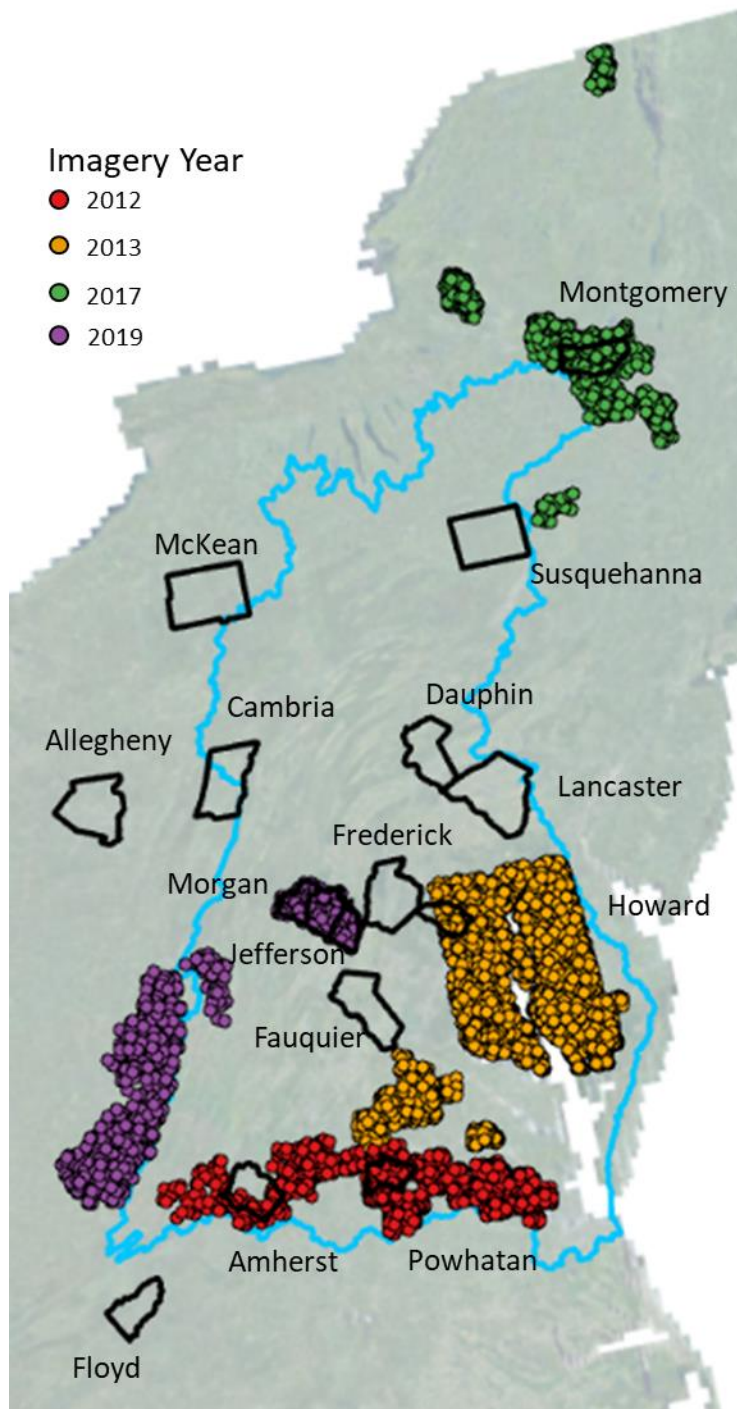 Imagery Year
2012
2013
2017
2019
Montgomery
McKean
Susquehanna
Dauphin
Cambria
Allegheny
Lancaster
Frederick
Morgan
Howard
Jefferson
Fauquier
Amherst
Powhatan
Floyd